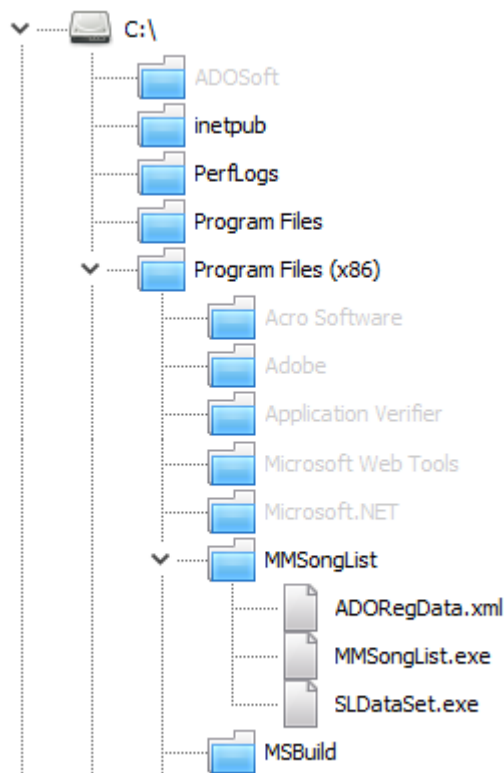 C:\
ADOSoft
inetpub
PerfLogs
Program Files
Program Files (x86)
Acro Software
Adobe
Application Verifier
Microsoft Web Tools
Microsoft.NET
MMSongList
ADORegData.xml
MMSongList.exe
SLDataSet.exe
MSBuild